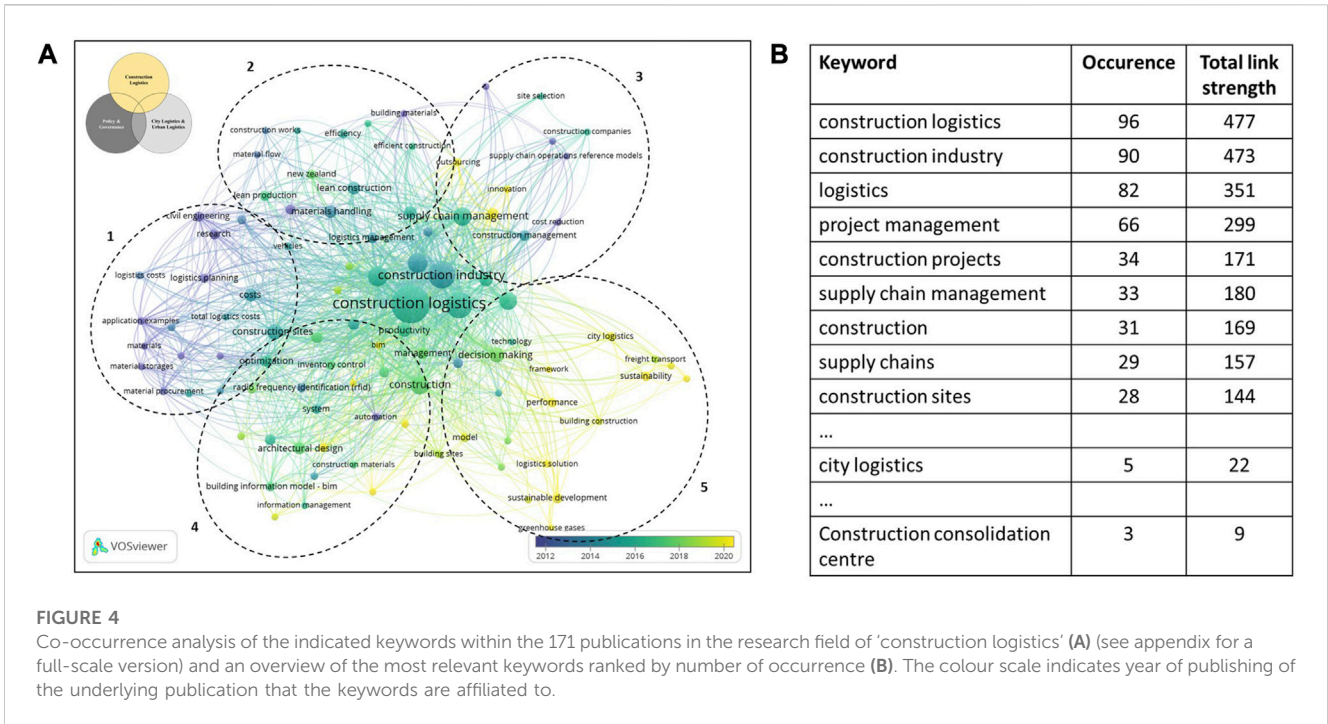 A
Construction
Logistics
Policy &
Governance
City Logistics &
Urban Logistics
2
3
building materials
site selection
construction works
efficiency
construction companies
efficient construction
material flow
supply chain operations reference models
outsourcing
new zealand
lean construction
innovation
lean production
1
civil engineering
materials handling
supply chain management
cost reduction
research
logistics management
construction management
vehicles
logistics costs
logistics planning
construction industry
costs
construction logistics
application examples
total logistics costs
construction sites
productivity
technology
city logistics
materials
bim
management
decision making
freight transport
material storages
optimization
inventory control
framework
sustainability
material procurement
radio frequency identification (rfid)
construction
system
performance
automation
building construction
model
architectural design
building sites
construction materials
logistics solution
building information model - bim
5
information management
sustainable development
4
greenhouse gases
VOSviewer
2012 2014 2016 2018 2020
B
Keyword Occurence Total link
strength
construction logistics 96 477
construction industry 90 473
logistics 82 351
project management 66 299
construction projects 34 171
supply chain management 33 180
construction 31 169
supply chains 29 157
construction sites 28 144
...
city logistics 5 22
...
Construction consolidation 3 9
centre
FIGURE 4
Co-occurrence analysis of the indicated keywords within the 171 publications in the research field of ‘construction logistics’ (A) (see appendix for a
full-scale version) and an overview of the most relevant keywords ranked by number of occurrence (B). The colour scale indicates year of publishing of
the underlying publication that the keywords are affiliated to.